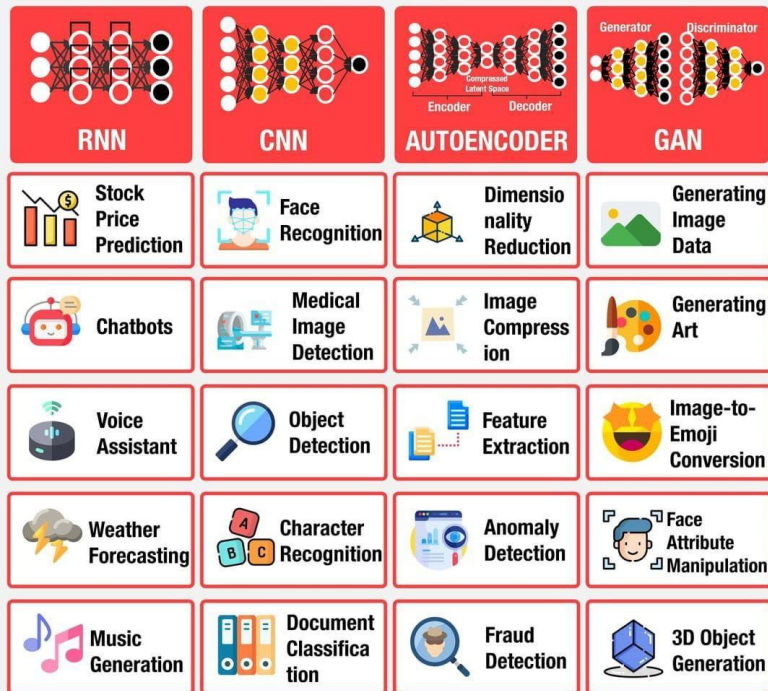 Generator
Discriminator
Compressed
Latent Space
Encoder
Decoder
RNN
CNN
AUTOENCODER
GAN
Stock
Price
Prediction
Face
Recognition
Dimensio
nality
Reduction
Generating
Image
Data
Chatbots
Medical
Image
Detection
Image
Compress
ion
Generating
Art
Voice
Assistant
Object
Detection
Feature
Extraction
Image-to-
Emoji
Conversion
Weather
Forecasting
A
B
C
Character
Recognition
Anomaly
Detection
Face
Attribute
Manipulation
Music
Generation
Document
Classifica
tion
Fraud
Detection
3D Object
Generation